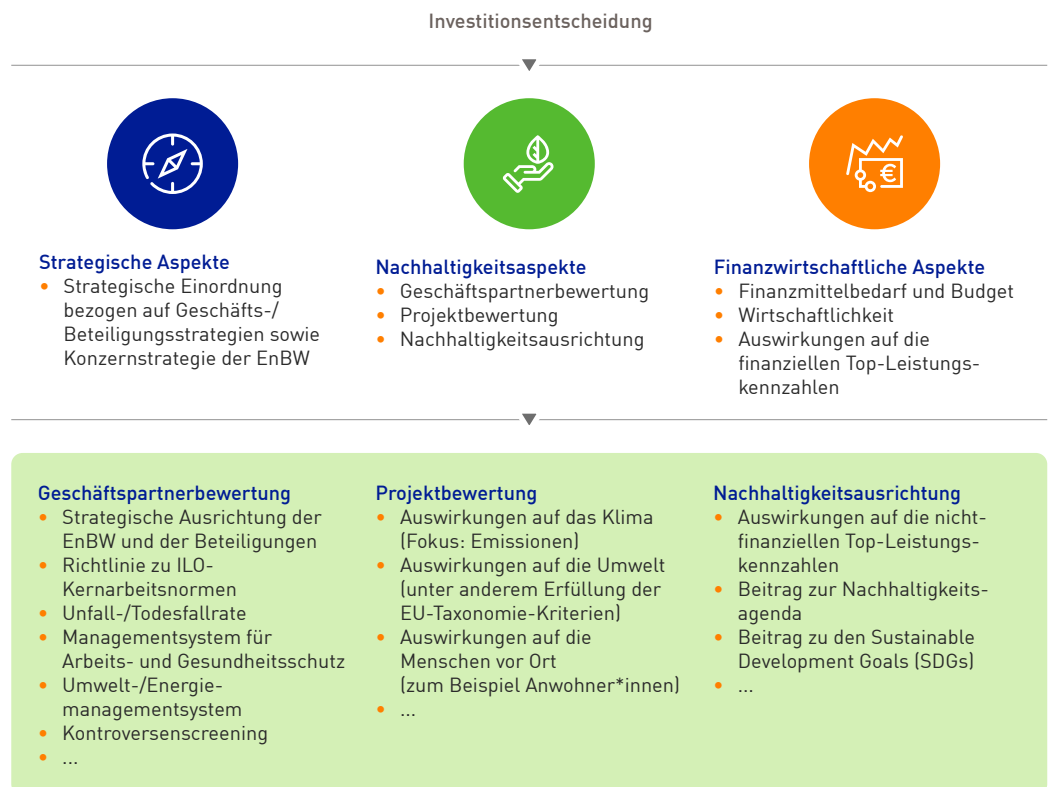 Investitionsentscheidung
Strategische Aspekte
• Strategische Einordnung
bezogen auf Geschäfts-/
Beteiligungsstrategien sowie
Konzernstrategie der EnBW
Nachhaltigkeitsaspekte
• Geschäftspartnerbewertung
• Projektbewertung
• Nachhaltigkeitsausrichtung
Finanzwirtschaftliche Aspekte
• Finanzmittelbedarf und Budget
• Wirtschaftlichkeit
• Auswirkungen auf die
finanziellen Top-Leistungs-
kennzahlen
€
Geschäftspartnerbewertung
• Strategische Ausrichtung der
EnBW und der Beteiligungen
• Richtlinie zu ILO-
Kernarbeitsnormen
• Unfall-/Todesfallrate
• Managementsystem für
Arbeits- und Gesundheitsschutz
• Umwelt-/Energie-
managementsystem
• Kontroversenscreening
• ...
Projektbewertung
• Auswirkungen auf das Klima
(Fokus: Emissionen)
• Auswirkungen auf die Umwelt
(unter anderem Erfüllung der
EU-Taxonomie-Kriterien)
• Auswirkungen auf die
Menschen vor Ort
(zum Beispiel Anwohner*innen)
• ...
Nachhaltigkeitsausrichtung
• Auswirkungen auf die nicht-
finanziellen Top-Leistungs-
kennzahlen
• Beitrag zur Nachhaltigkeits-
agenda
• Beitrag zu den Sustainable
Development Goals (SDGs)
• ...